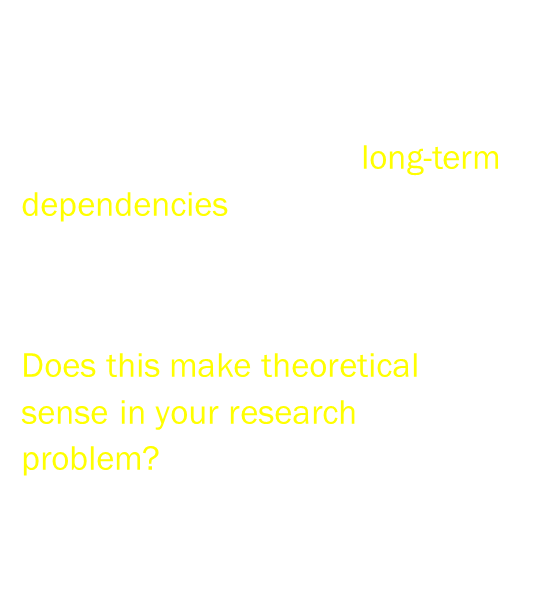 long-term
dependencies
Does this make theoretical
sense in your research
problem?